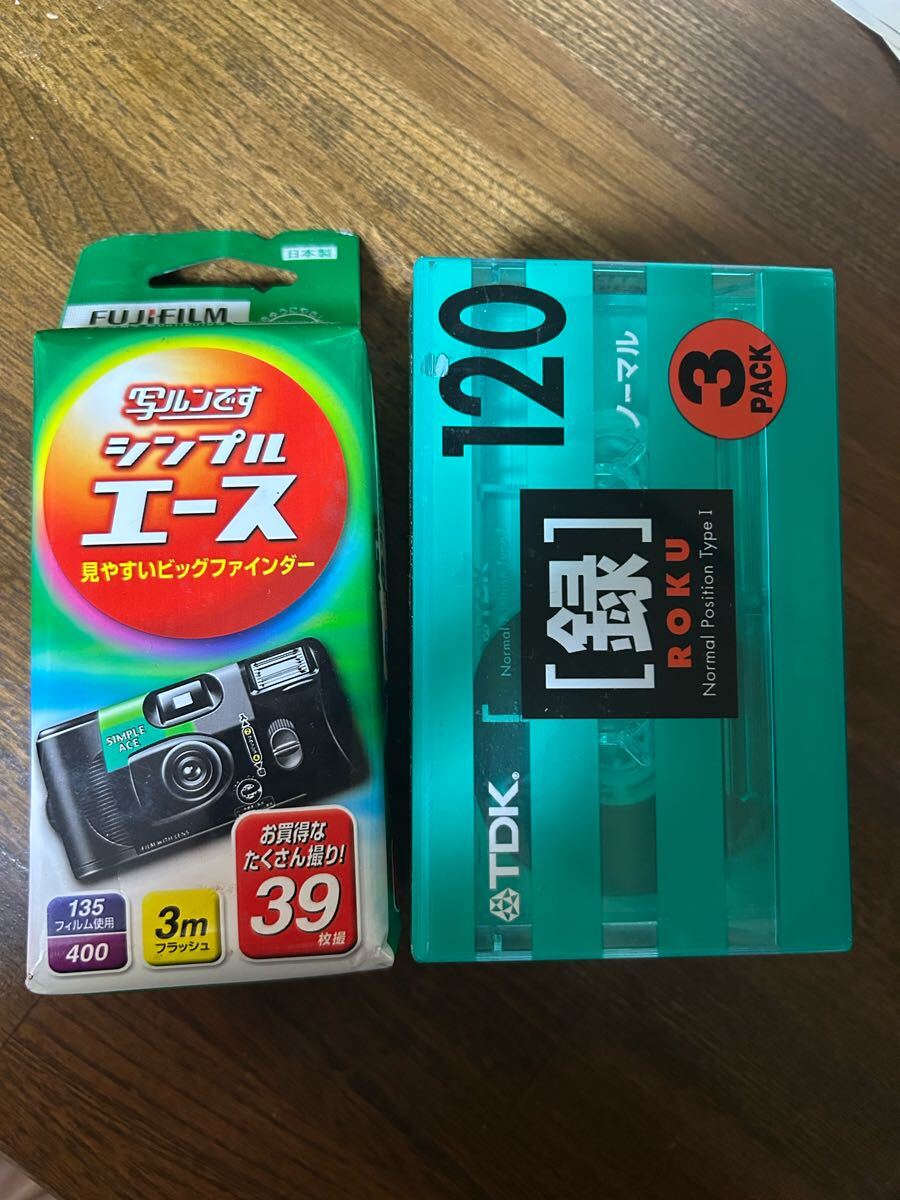 日本製
FUJIFILM
写ルンです
シンプル
エース
見やすいビッグファインダー
SIMPLE
ACE
FILM WITH LENS
お買得な
たくさん撮り!
39
枚撮
135
フィルム使用
400
3m
フラッシュ
120
ノーマル
3
PACK
[録]
ROKU
Normal Position Type I
TDK